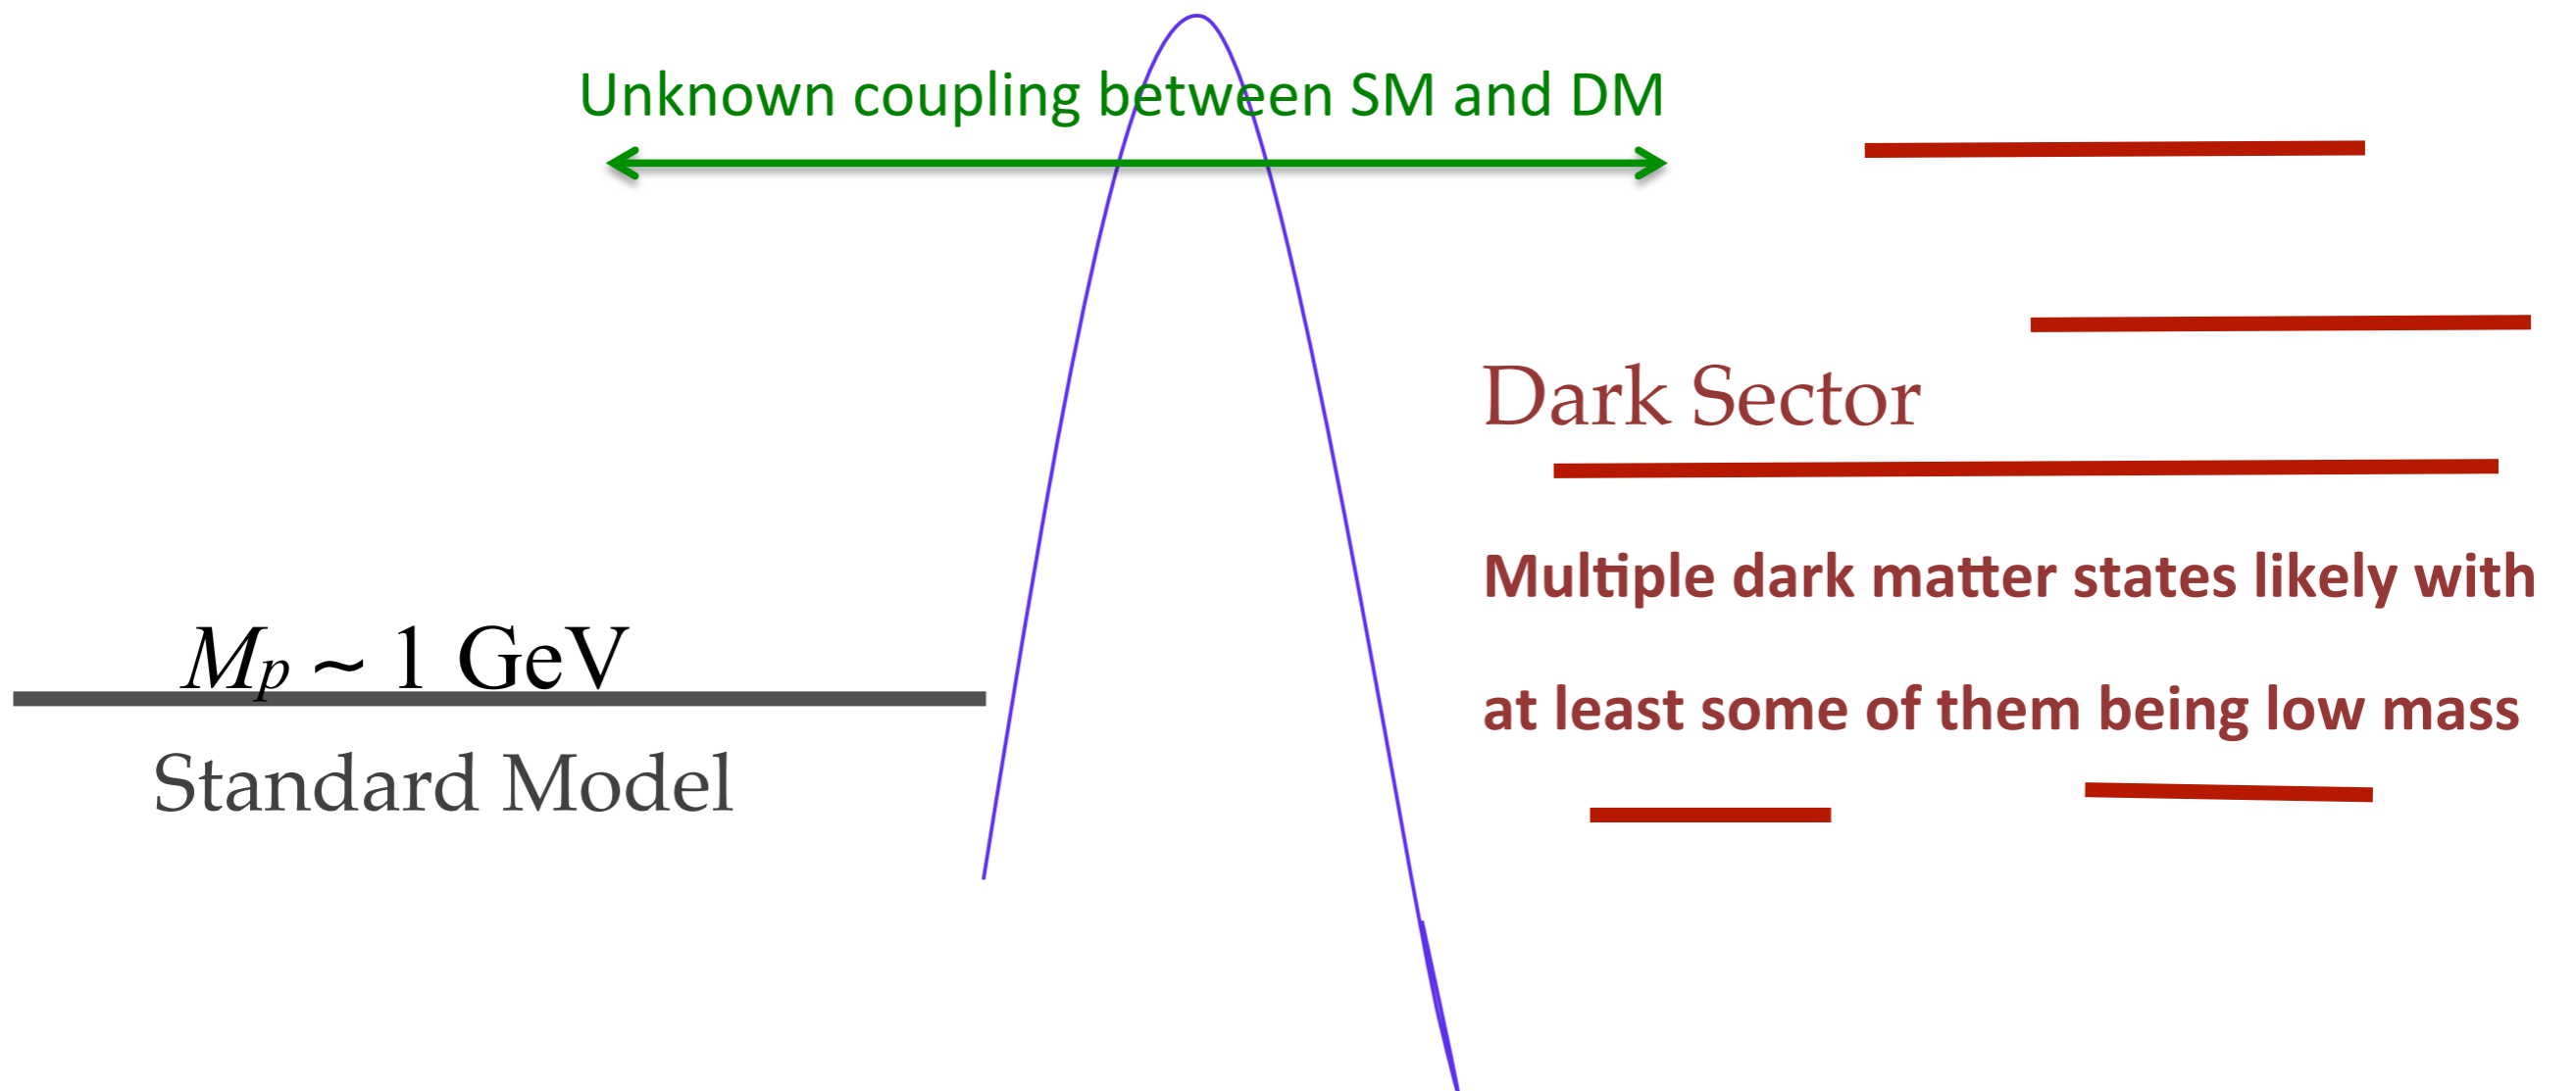 Unknown coupling between SM and DM
Dark Sector
Multiple dark matter states likely with
at least some of them being low mass
Mp ~ 1 GeV
Standard Model